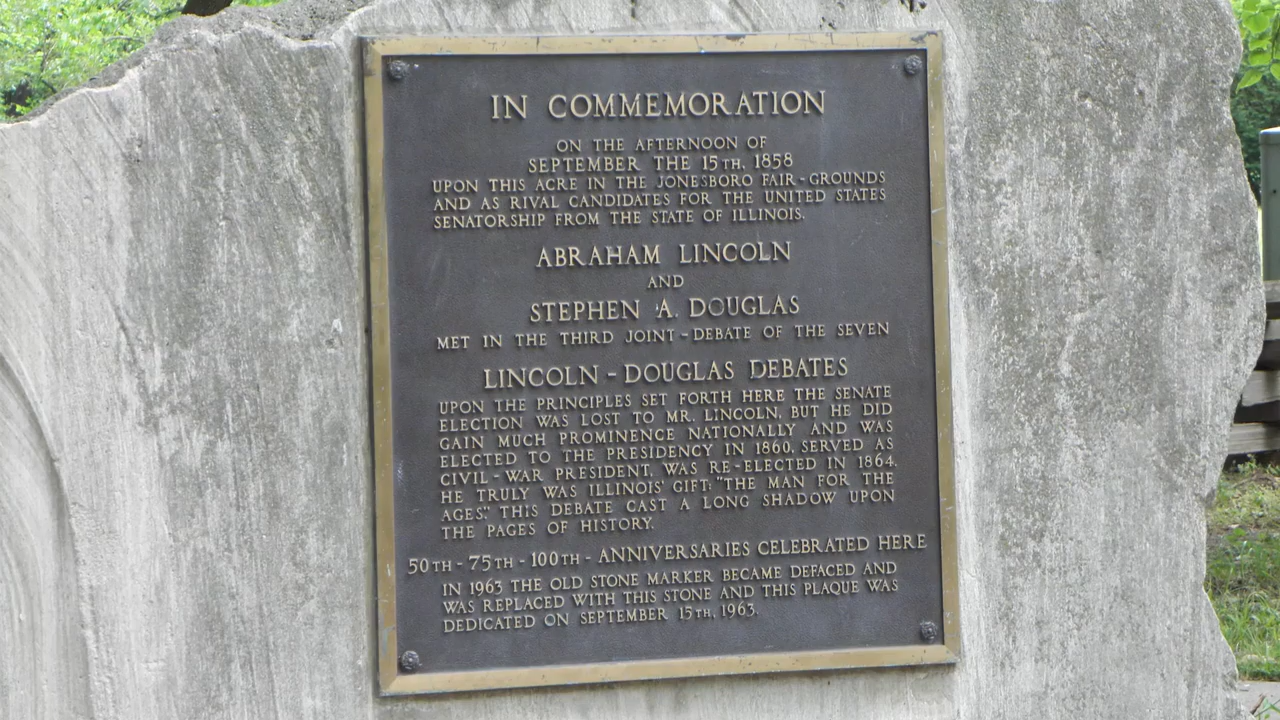 IN COMMEMORATION
ON THE AFTERNOON OF
SEPTEMBER THE 15TH, 1858
UPON THIS ACRE IN THE JONESBORO FAIR-GROUNDS
AND AS RIVAL CANDIDATES FOR THE UNITED STATES
SENATORSHIP FROM THE STATE OF ILLINOIS.
ABRAHAM LINCOLN
AND
STEPHEN A. DOUGLAS
MET IN THE THIRD JOINT-DEBATE OF THE SEVEN
LINCOLN-DOUGLAS DEBATES
UPON THE PRINCIPLES SET FORTH HERE THE SENATE
ELECTION WAS LOST TO MR. LINCOLN, BUT HE DID
GAIN MUCH PROMINENCE NATIONALLY AND WAS
ELECTED TO THE PRESIDENCY IN 1860, SERVED AS
CIVIL-WAR PRESIDENT, WAS RE-ELECTED IN 1864.
HE TRULY WAS ILLINOIS' GIFT: "THE MAN FOR THE
AGES." THIS DEBATE CAST A LONG SHADOW UPON
THE PAGES OF HISTORY.
50TH-75TH-100TH-ANNIVERSARIES CELEBRATED HERE
IN 1963 THE OLD STONE MARKER BECAME DEFACED AND
WAS REPLACED WITH THIS STONE AND THIS PLAQUE WAS
DEDICATED ON SEPTEMBER 15TH, 1963.